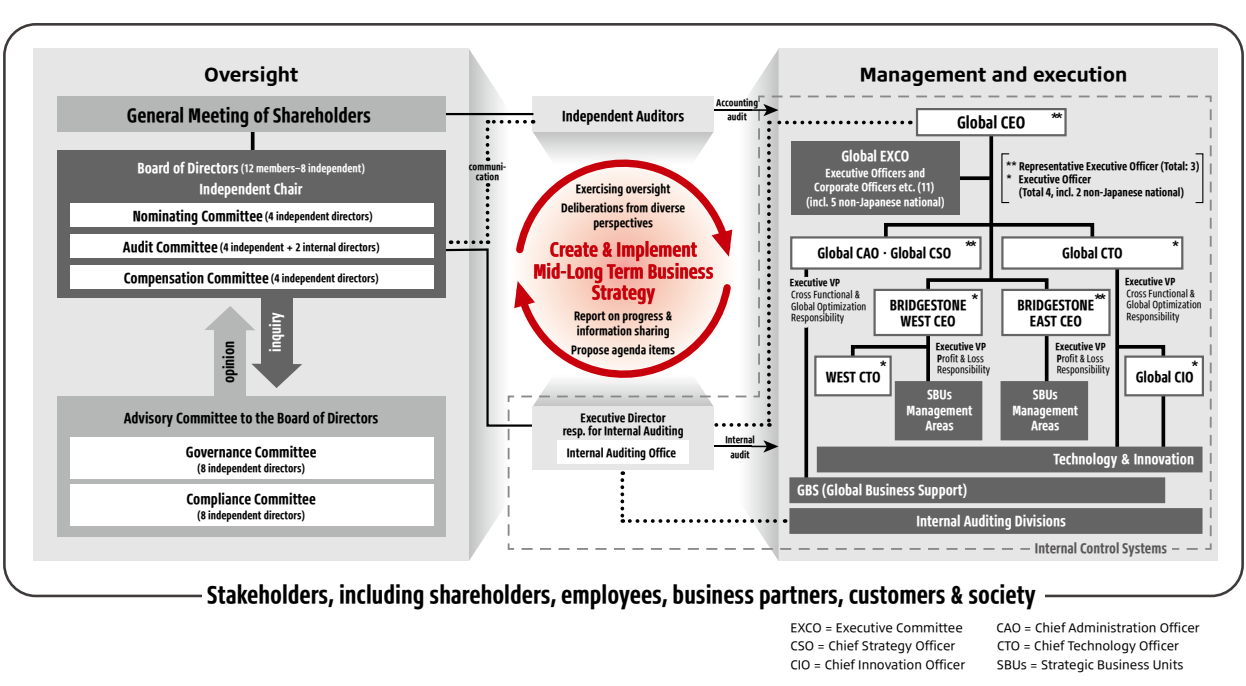 Oversight
General Meeting of Shareholders
Board of Directors (12 members–8 independent)
Independent Chair
Nominating Committee (4 independent directors)
Audit Committee (4 independent + 2 internal directors)
Compensation Committee (4 independent directors)
opinion
inquiry
Advisory Committee to the Board of Directors
Governance Committee
(8 independent directors)
Compliance Committee
(8 independent directors)
communi-
cation
Independent Auditors
Accounting
audit
Exercising oversight
Deliberations from diverse
perspectives
Create & Implement
Mid-Long Term Business
Strategy
Report on progress &
information sharing
Propose agenda items
Executive Director
resp. for Internal Auditing
Internal Auditing Office
Internal
audit
Management and execution
Global CEO **
Global EXCO
Executive Officers and
Corporate Officers etc. (11)
(incl. 5 non-Japanese national)
** Representative Executive Officer (Total: 3)
* Executive Officer
(Total 4, incl. 2 non-Japanese national)
Global CAO · Global CSO **
Global CTO *
Executive VP
Cross Functional &
Global Optimization
Responsibility
BRIDGESTONE *
WEST CEO
BRIDGESTONE **
EAST CEO
Executive VP
Cross Functional &
Global Optimization
Responsibility
WEST CTO *
Executive VP
Profit & Loss
Responsibility
Executive VP
Profit & Loss
Responsibility
Global CIO *
SBUs
Management
Areas
SBUs
Management
Areas
Technology & Innovation
GBS (Global Business Support)
Internal Auditing Divisions
Internal Control Systems
Stakeholders, including shareholders, employees, business partners, customers & society
EXCO = Executive Committee
CSO = Chief Strategy Officer
CIO = Chief Innovation Officer
CAO = Chief Administration Officer
CTO = Chief Technology Officer
SBUs = Strategic Business Units